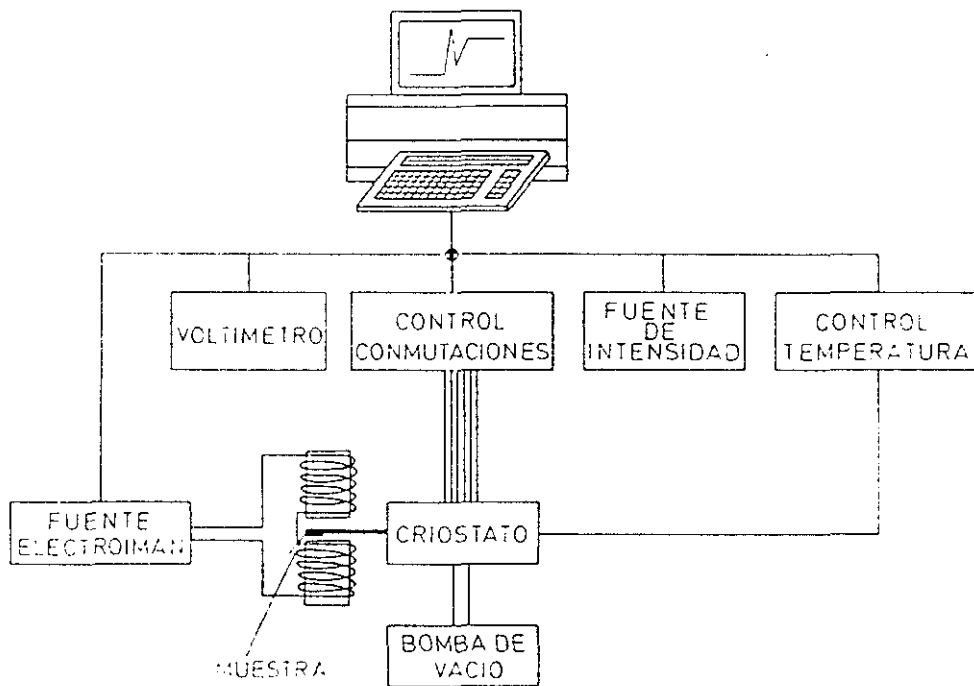 VOLTIMETRO
CONTROL
CONMUTACIONES
FUENTE
DE
INTENSIDAD
CONTROL
TEMPERATURA
FUENTE
ELECTROIMAN
CRIOSTATO
MUESTRA
BOMBA DE
VACIO